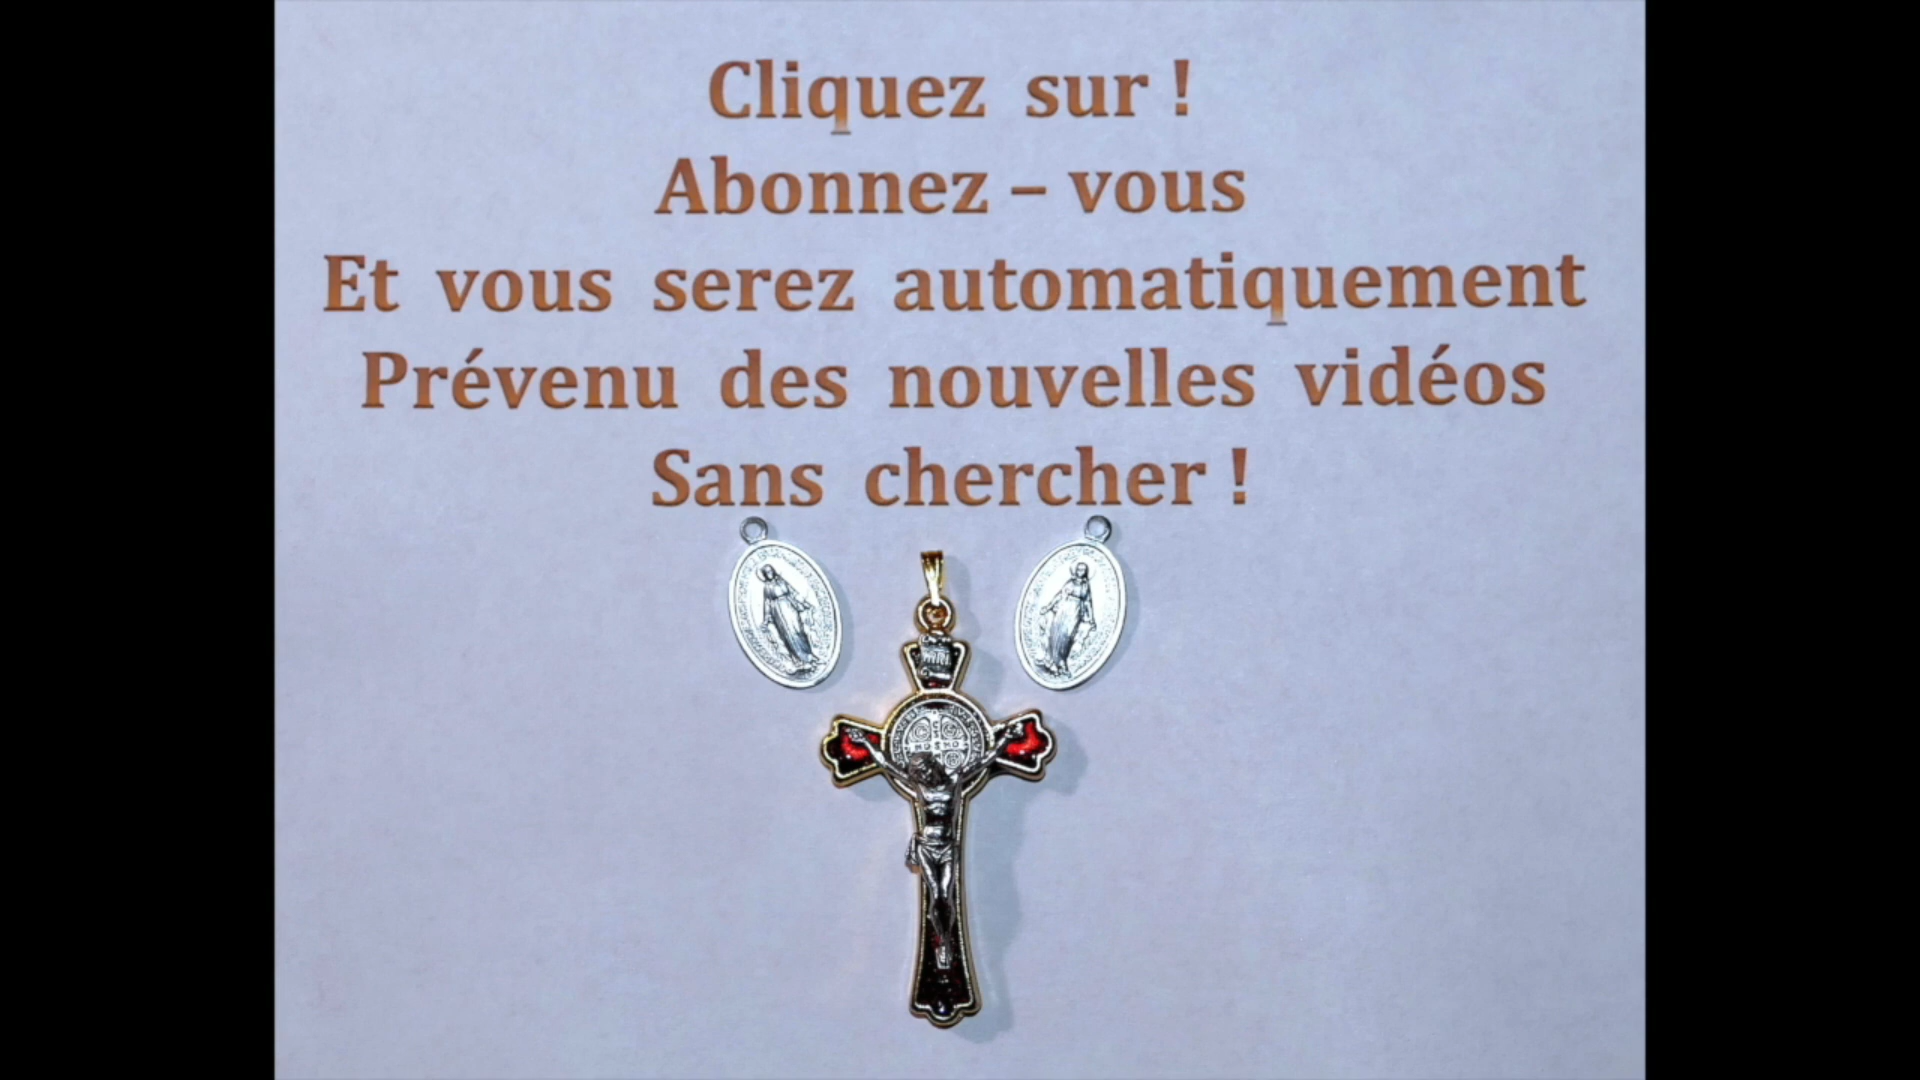 Cliquez sur !
Abonnez – vous
Et vous serez automatiquement
Prévenu des nouvelles vidéos
Sans chercher !